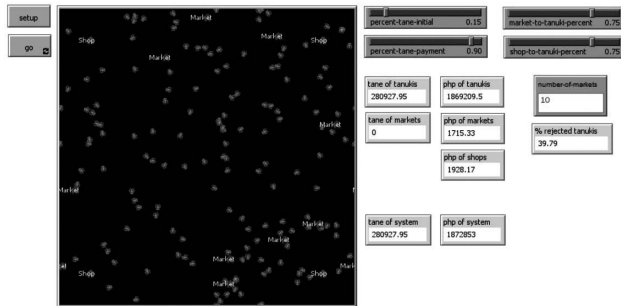 setup
go
Market
Shop
Market
Shop
Market
Market
Market
Market
Market
Market
Shop
Shop
Market
percent-tane-initial 0.15
market-to-tanuki-percent 0.75
percent-tane-payment 0.90
shop-to-tanuki-percent 0.75
tane of tanukis
280927.95
php of tanukis
1869209.5
number-of-markets
10
tane of markets
0
php of markets
1715.33
% rejected tanukis
39.79
php of shops
1928.17
tane of system
280927.95
php of system
1872853